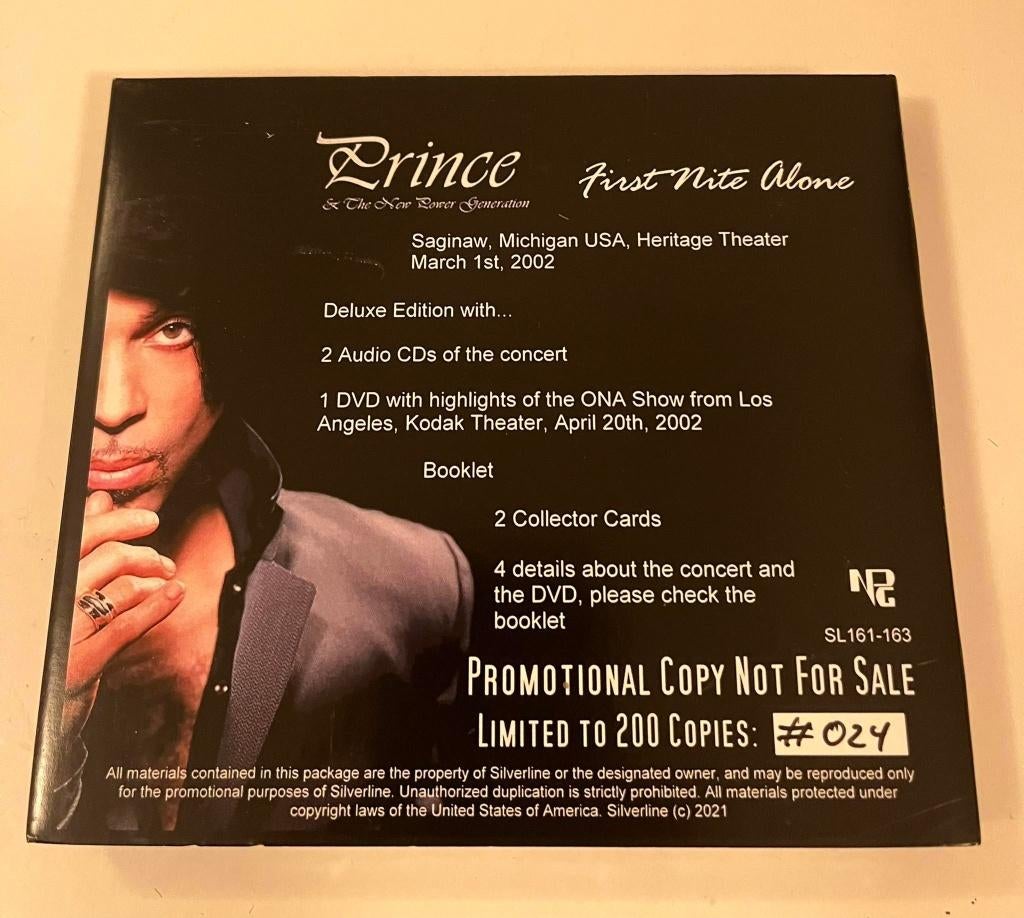 Prince
& The New Power Generation
First Nite Alone
Saginaw, Michigan USA, Heritage Theater
March 1st, 2002
Deluxe Edition with...
2 Audio CDs of the concert
1 DVD with highlights of the ONA Show from Los
Angeles, Kodak Theater, April 20th, 2002
Booklet
2 Collector Cards
4 details about the concert and
the DVD, please check the
booklet
NPG
SL161-163
PROMOTIONAL COPY NOT FOR SALE
LIMITED TO 200 COPIES: # 024
All materials contained in this package are the property of Silverline or the designated owner, and may be reproduced only
for the promotional purposes of Silverline. Unauthorized duplication is strictly prohibited. All materials protected under
copyright laws of the United States of America. Silverline (c) 2021